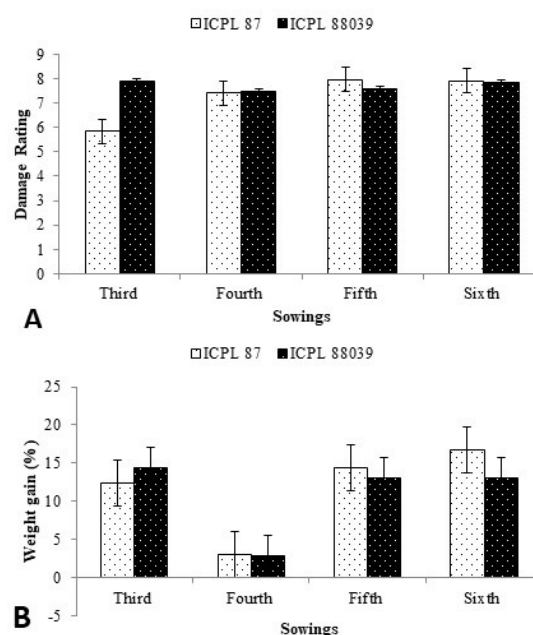 ICPL 87 ICPL 88039
9
8
7
6
5
4
3
2
1
0
Damage Rating
Third Fourth Fifth Sixth
Sowings
A
ICPL 87 ICPL 88039
25
20
15
10
5
0
-5
Weight gain (%)
Third Fourth Fifth Sixth
Sowings
B